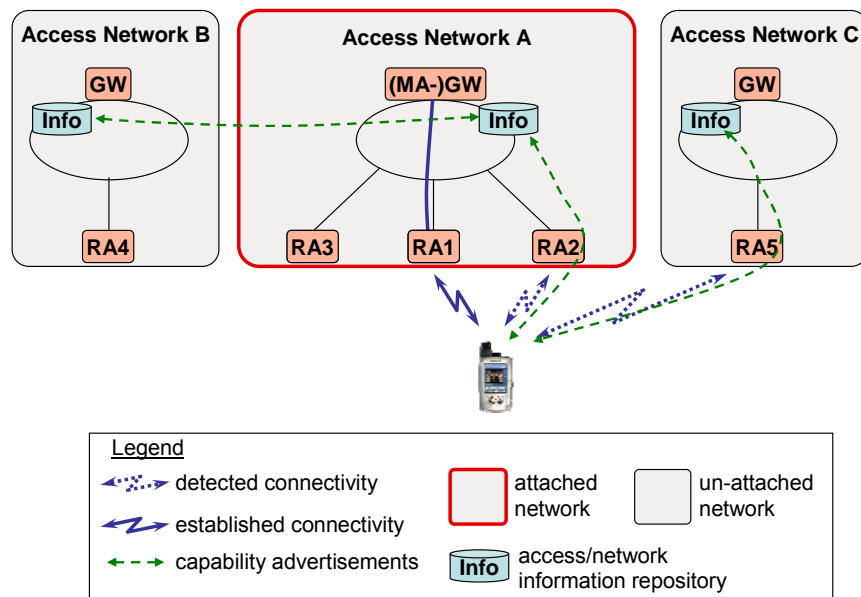 Access Network B
Access Network A
Access Network C
GW
(MA-)GW
GW
Info
Info
Info
RA4
RA3
RA1
RA2
RA5
Legend
detected connectivity
established connectivity
capability advertisements
attached
network
un-attached
network
Info
access/network
information repository